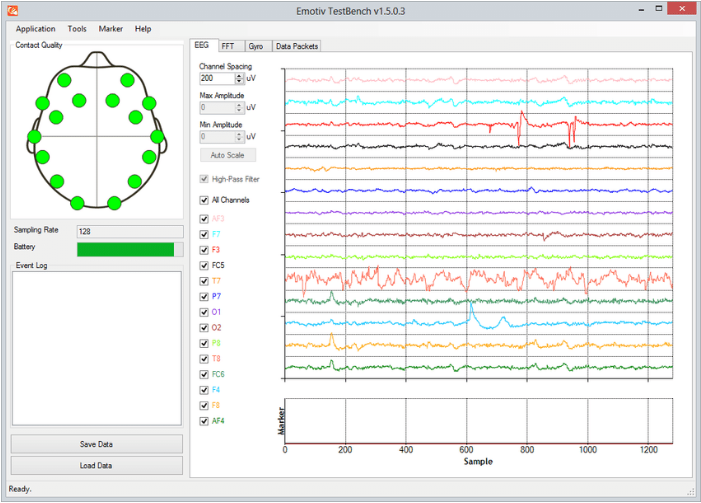 Emotiv TestBench v1.5.0.3
Application Tools Marker Help
Contact Quality
EEG FFT Gyro Data Packets
Channel Spacing
200 uV
Max Amplitude
0 uV
Min Amplitude
0 uV
Auto Scale
High-Pass Filter
All Channels
AF3
F7
F3
FC5
T7
P7
O1
O2
P8
T8
FC6
F4
F8
AF4
Sampling Rate 128
Battery
Event Log
Save Data
Load Data
Marker
0 200 400 600 800 1000 1200
Sample
Ready.